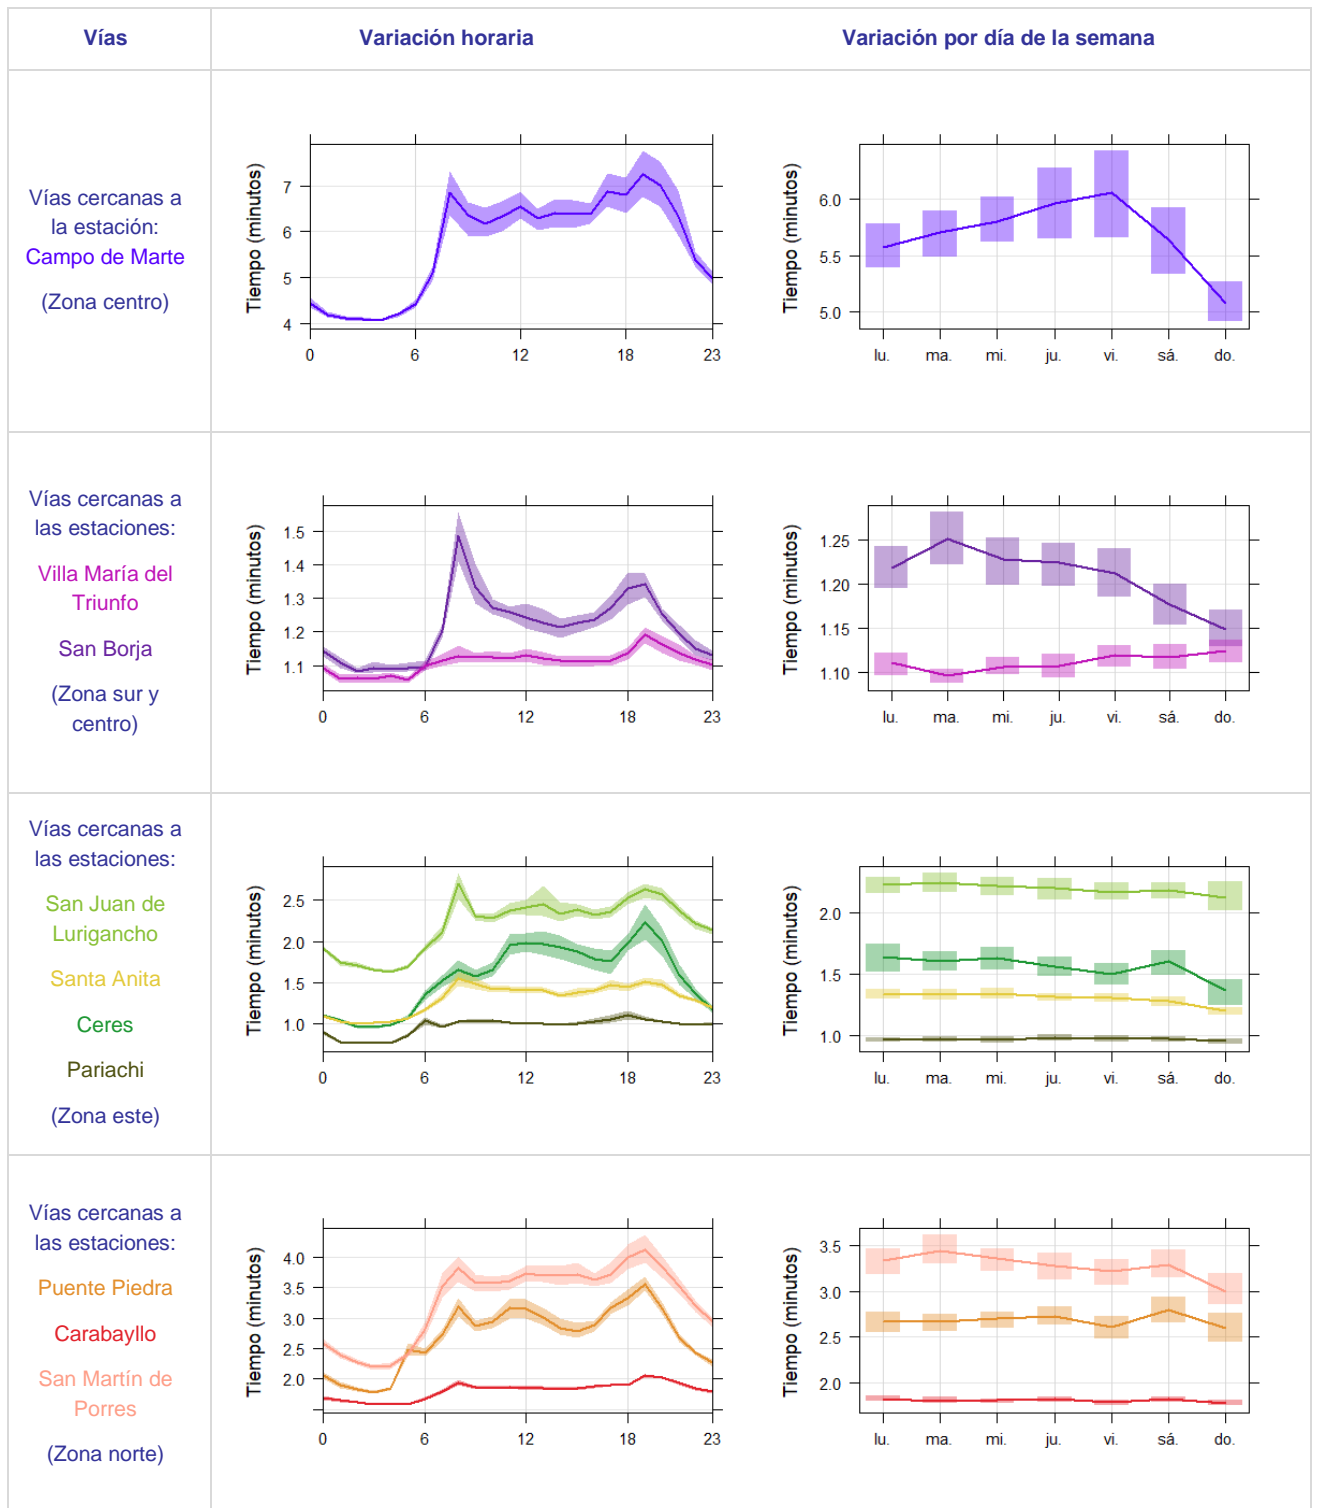 Vías
Variación horaria
Variación por día de la semana
Vías cercanas a
la estación:
Campo de Marte
(Zona centro)
Tiempo (minutos)
7
6
5
4
0
6
12
18
23
Tiempo (minutos)
6.0
5.5
5.0
lu.
ma.
mi.
ju.
vi.
sá.
do.
Vías cercanas a
las estaciones:
Villa María del
Triunfo
San Borja
(Zona sur y
centro)
Tiempo (minutos)
1.5
1.4
1.3
1.2
1.1
0
6
12
18
23
Tiempo (minutos)
1.25
1.20
1.15
1.10
lu.
ma.
mi.
ju.
vi.
sá.
do.
Vías cercanas a
las estaciones:
San Juan de
Lurigancho
Santa Anita
Ceres
Pariachi
(Zona este)
Tiempo (minutos)
2.5
2.0
1.5
1.0
0
6
12
18
23
Tiempo (minutos)
2.0
1.5
1.0
lu.
ma.
mi.
ju.
vi.
sá.
do.
Vías cercanas a
las estaciones:
Puente Piedra
Carabayllo
San Martín de
Porres
(Zona norte)
Tiempo (minutos)
4.0
3.5
3.0
2.5
2.0
0
6
12
18
23
Tiempo (minutos)
3.5
3.0
2.5
2.0
lu.
ma.
mi.
ju.
vi.
sá.
do.